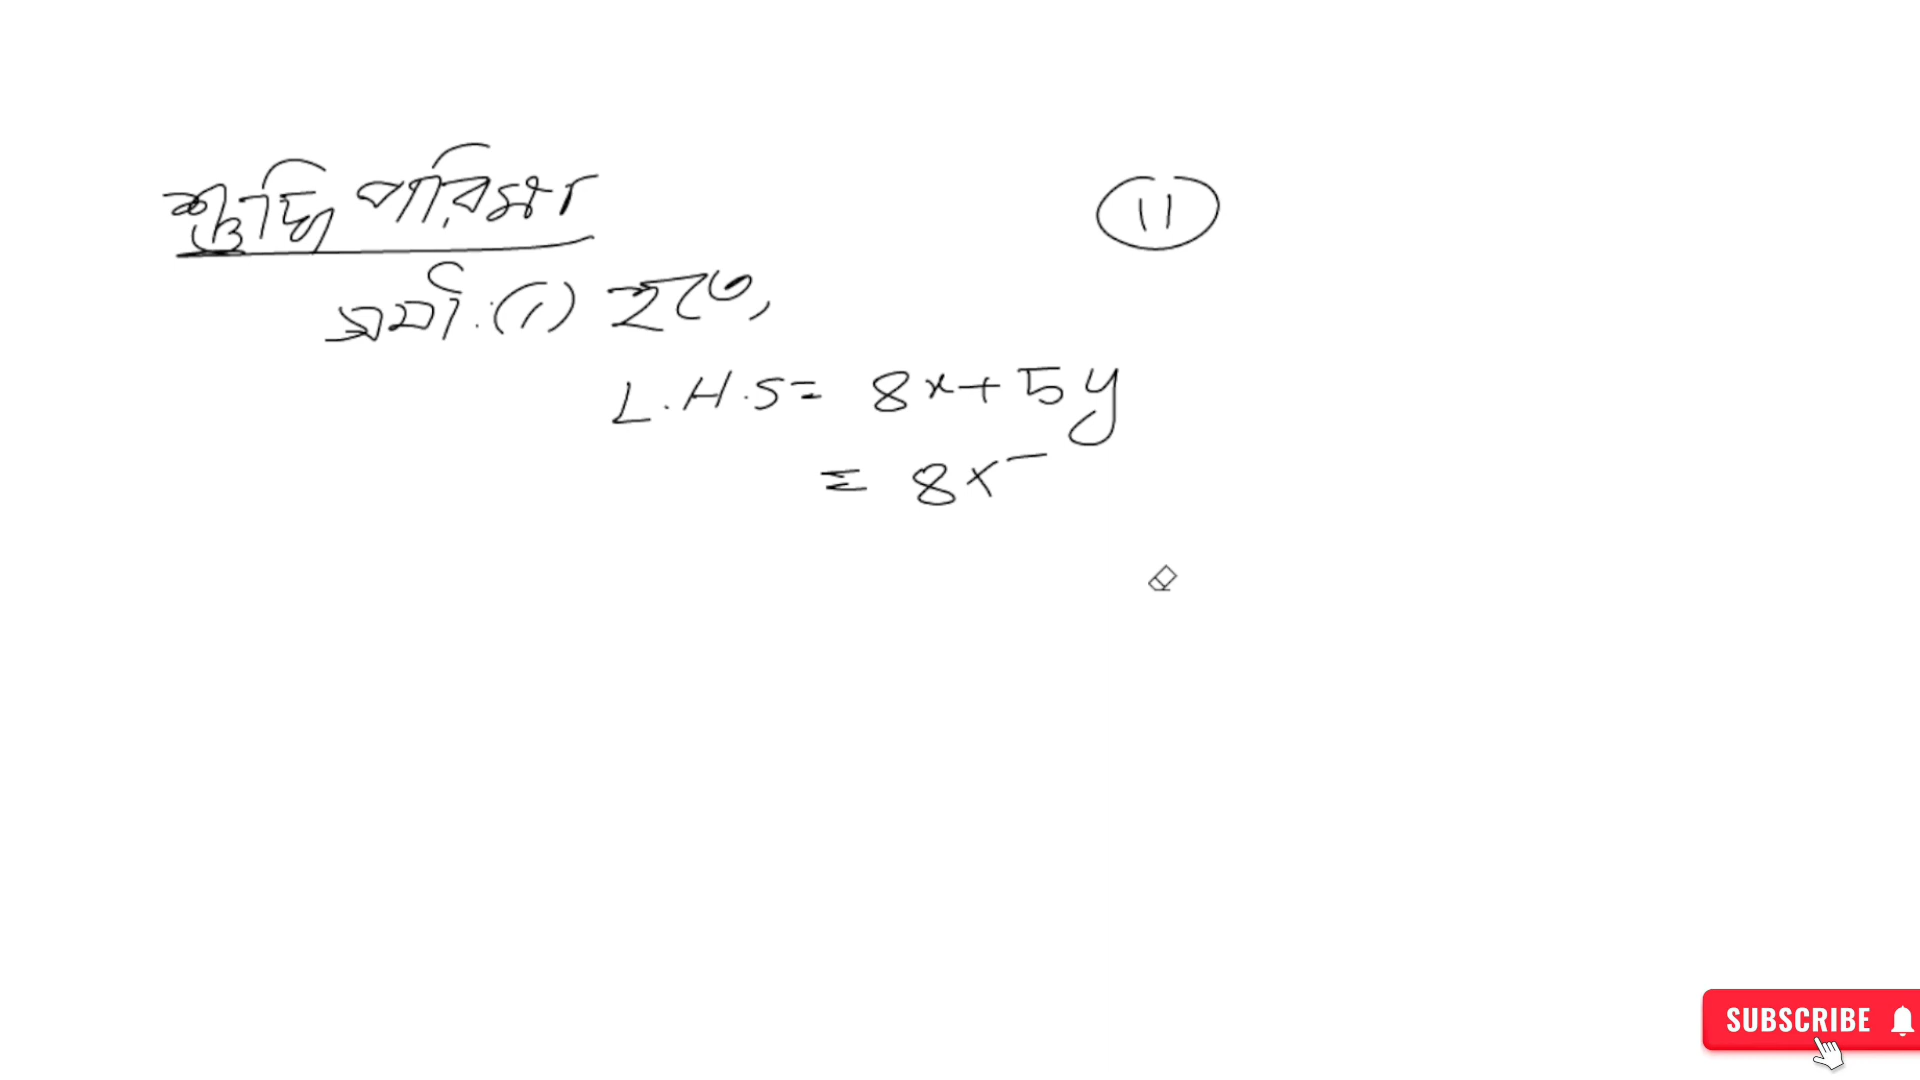 শুদ্ধি পরিক্ষা
11
সমী:(1) হতে,
L.H.S = 8x + 5y
= 8x -
SUBSCRIBE